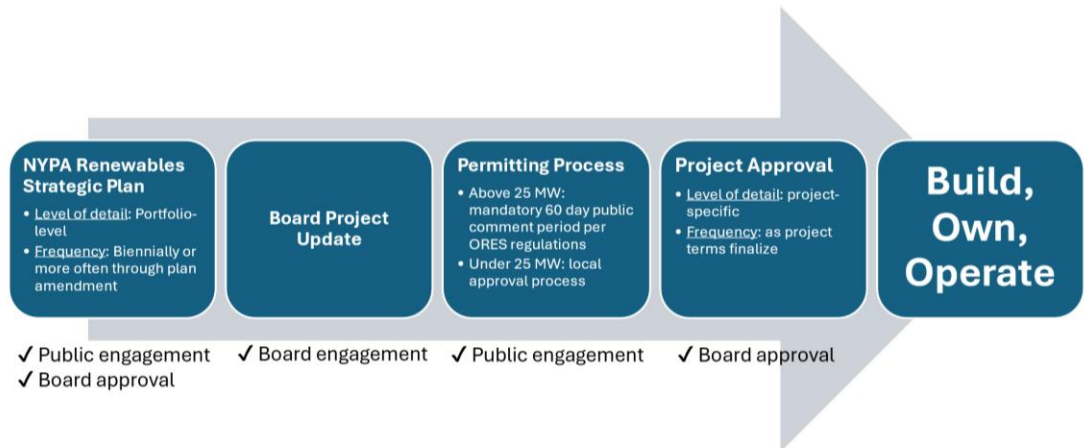 NYPA Renewables
Strategic Plan
• Level of detail: Portfolio-
level
• Frequency: Biennially or
more often through plan
amendment
Board Project
Update
Permitting Process
• Above 25 MW:
mandatory 60 day public
comment period per
ORES regulations
• Under 25 MW: local
approval process
Project Approval
• Level of detail: project-
specific
• Frequency: as project
terms finalize
Build,
Own,
Operate
✓ Public engagement
✓ Board approval
✓ Board engagement
✓ Public engagement
✓ Board approval